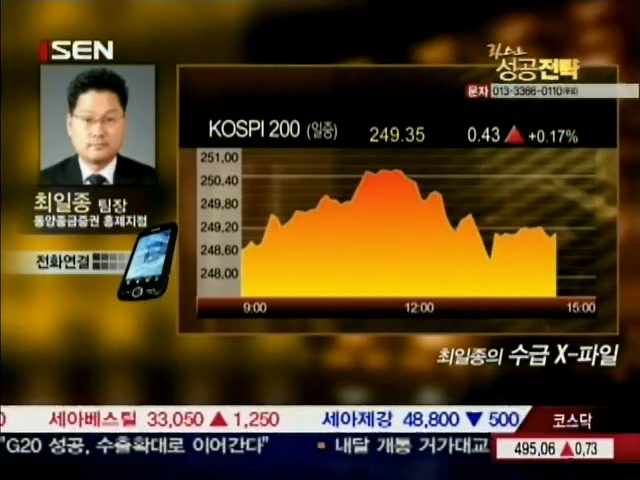 SEN
성공전략
문자 013-3366-0110(유료)
KOSPI 200 (일중) 249.35 0.43 ▲ +0.17%
251,00
250,40
249,80
249,20
248,60
248,00
9:00 12:00 15:00
최일종 팀장
동양종금증권 홍제지점
전화연결
최일종의 수급 X-파일
0 세아베스틸 33,050 ▲ 1,250 세아제강 48,800 ▼ 500 코스닥
"G20 성공, 수출확대로 이어간다" ▪ 내달 개통 거가대교 495,06 ▲0,73